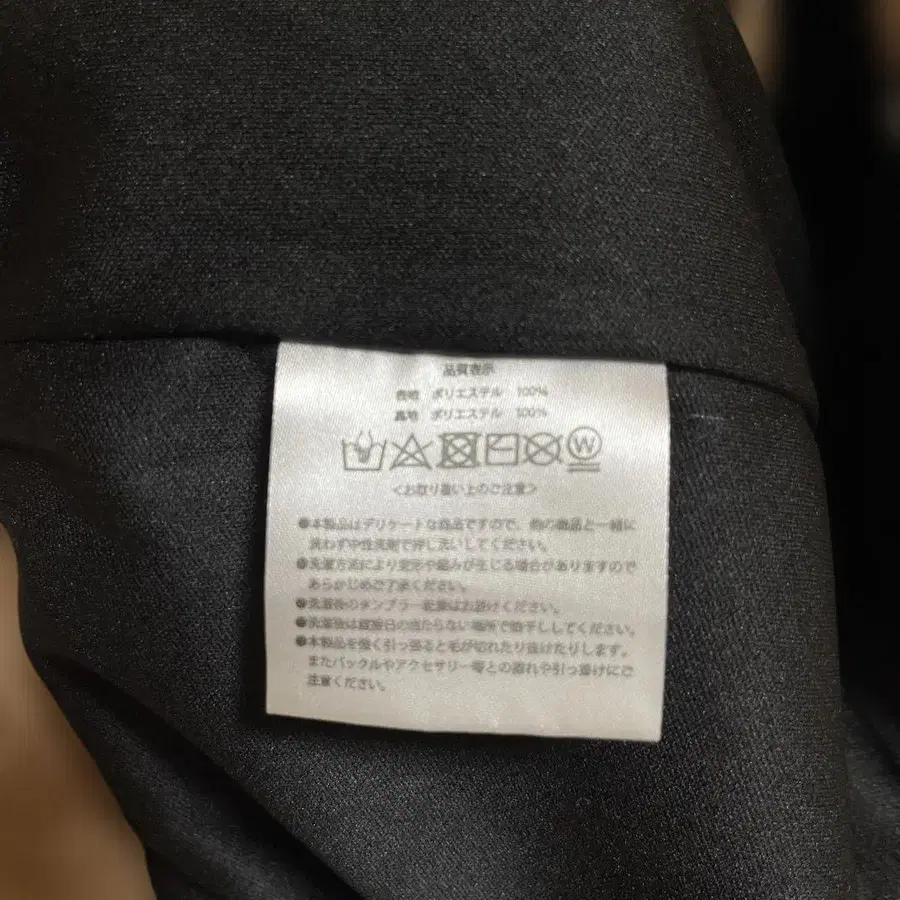 品質表示
表地 ポリエステル 100%
裏地 ポリエステル 100%
W
<お取り扱い上のご注意>
●本製品はデリケートな商品ですので、他の商品と一緒に
洗わず中性洗剤で押し洗いしてください。
●洗濯方法により変形や縮みが生じる場合がありますので
あらかじめご了承ください。
●洗濯後のタンブラー乾燥はお避けください。
●洗濯後は直接日の当たらない場所で陰干ししてください。
●本製品を強く引っ張ると毛が切れたり抜けたりします。
またバックルやアクセサリー等との擦れや引っ掛けにご
注意ください。